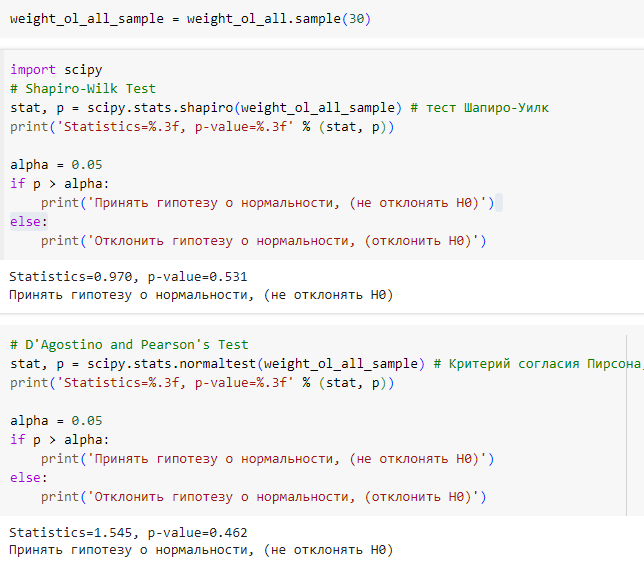 weight_ol_all_sample = weight_ol_all.sample(30)
import scipy
# Shapiro-Wilk Test
stat, p = scipy.stats.shapiro(weight_ol_all_sample) # тест Шапиро-Уилк
print('Statistics=%.3f, p-value=%.3f' % (stat, p))
alpha = 0.05
if p > alpha:
    print('Принять гипотезу о нормальности, (не отклонять H0)')
else:
    print('Отклонить гипотезу о нормальности, (отклонить H0)')
Statistics=0.970, p-value=0.531
Принять гипотезу о нормальности, (не отклонять H0)
# D'Agostino and Pearson's Test
stat, p = scipy.stats.normaltest(weight_ol_all_sample) # Критерий согласия Пирсона,
print('Statistics=%.3f, p-value=%.3f' % (stat, p))
alpha = 0.05
if p > alpha:
    print('Принять гипотезу о нормальности, (не отклонять H0)')
else:
    print('Отклонить гипотезу о нормальности, (отклонить H0)')
Statistics=1.545, p-value=0.462
Принять гипотезу о нормальности, (не отклонять H0)